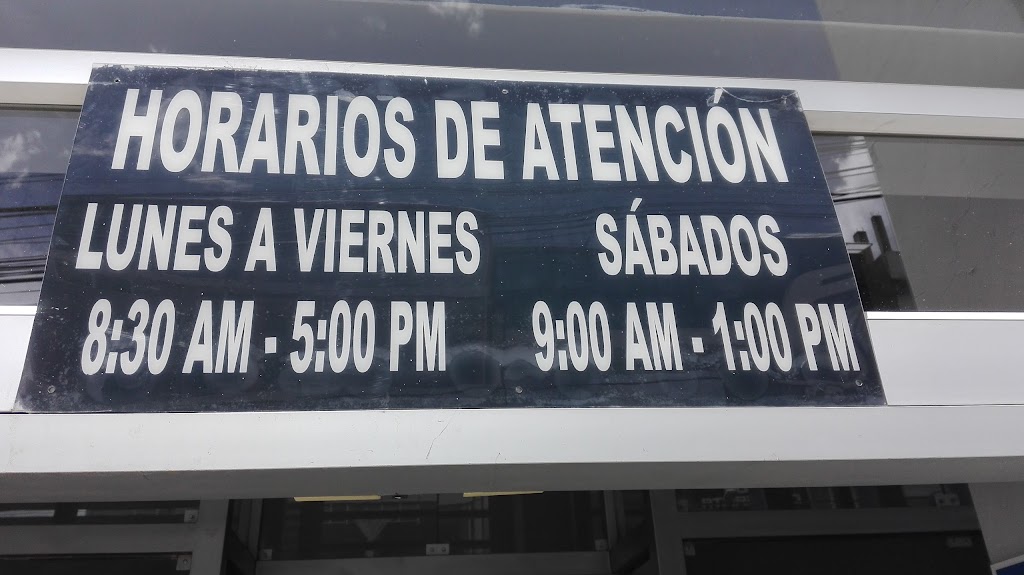 HORARIOS DE ATENCIÓN
LUNES A VIERNES SÁBADOS
8:30 AM - 5:00 PM 9:00 AM - 1:00 PM